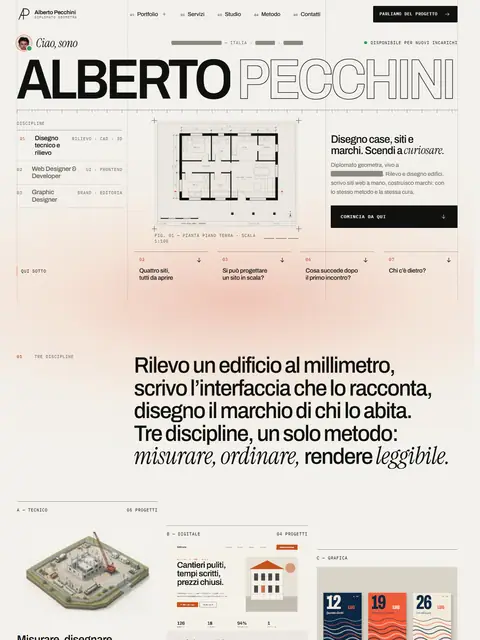 Alberto Pecchini
DIPLOMATO GEOMETRA
01 Portfolio
02 Servizi
03 Studio
04 Metodo
05 Contatti
PARLIAMO DEL PROGETTO →
Ciao, sono
— ITALIA ·
DISPONIBILE PER NUOVI INCARICHI
ALBERTO PECCHINI
DISCIPLINE
01 Disegno tecnico e rilievo
RILIEVO · CAD · 3D
02 Web Designer & Developer
UI · FRONTEND
03 Graphic Designer
BRAND · EDITORIA
FIG. 01 — PIANTA PIANO TERRA · SCALA
1:100
Disegno case, siti e
marchi. Scendi a curiosare.
Diplomato geometra, vivo a
. Rilievo e disegno edifici,
scrivo siti web a mano, costruisco marchi: con
lo stesso metodo e la stessa cura.
COMINCIA DA QUI ↓
QUI SOTTO
Quattro siti,
tutti da aprire
Si può progettare
un sito in scala?
Cosa succede dopo
il primo incontro?
Chi c'è dietro?
TRE DISCIPLINE
Rilevo un edificio al millimetro,
scrivo l'interfaccia che lo racconta,
disegno il marchio di chi lo abita.
Tre discipline, un solo metodo:
misurare, ordinare, rendere leggibile.
A — TECNICO
06 PROGETTI
B — DIGITALE
04 PROGETTI
C — GRAFICA
Cantieri puliti,
tempi scritti,
prezzi chiusi.
120
18
94%
1
12
19
26
Misurare, disegnare